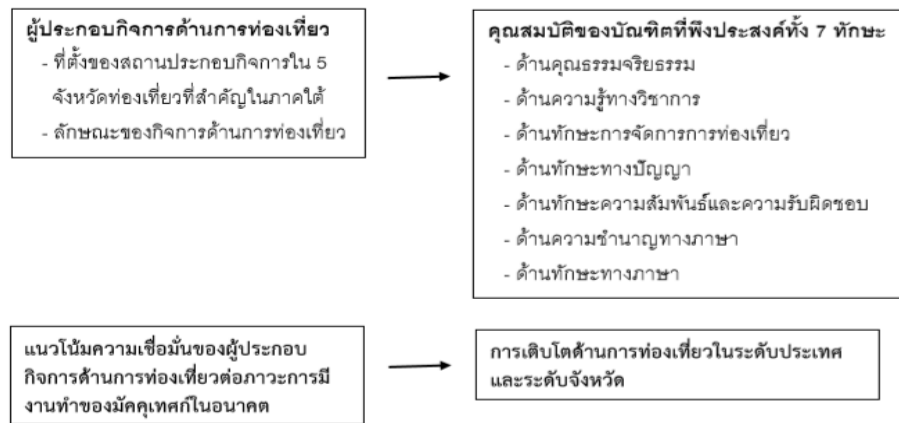 ผู้ประกอบกิจการด้านการท่องเที่ยว
- ที่ตั้งของสถานประกอบกิจการใน 5
จังหวัดท่องเที่ยวที่สำคัญในภาคใต้
- ลักษณะของกิจการด้านการท่องเที่ยว
คุณสมบัติของบัณฑิตที่พึงประสงค์ทั้ง 7 ทักษะ
- ด้านคุณธรรมจริยธรรม
- ด้านความรู้ทางวิชาการ
- ด้านทักษะการจัดการการท่องเที่ยว
- ด้านทักษะทางปัญญา
- ด้านทักษะความสัมพันธ์และความรับผิดชอบ
- ด้านความชำนาญทางภาษา
- ด้านทักษะทางภาษา
แนวโน้มความเชื่อมั่นของผู้ประกอบ
กิจการด้านการท่องเที่ยวต่อภาวะการมี
งานทำของมัคคุเทศก์ในอนาคต
การเติบโตด้านการท่องเที่ยวในระดับประเทศ
และระดับจังหวัด